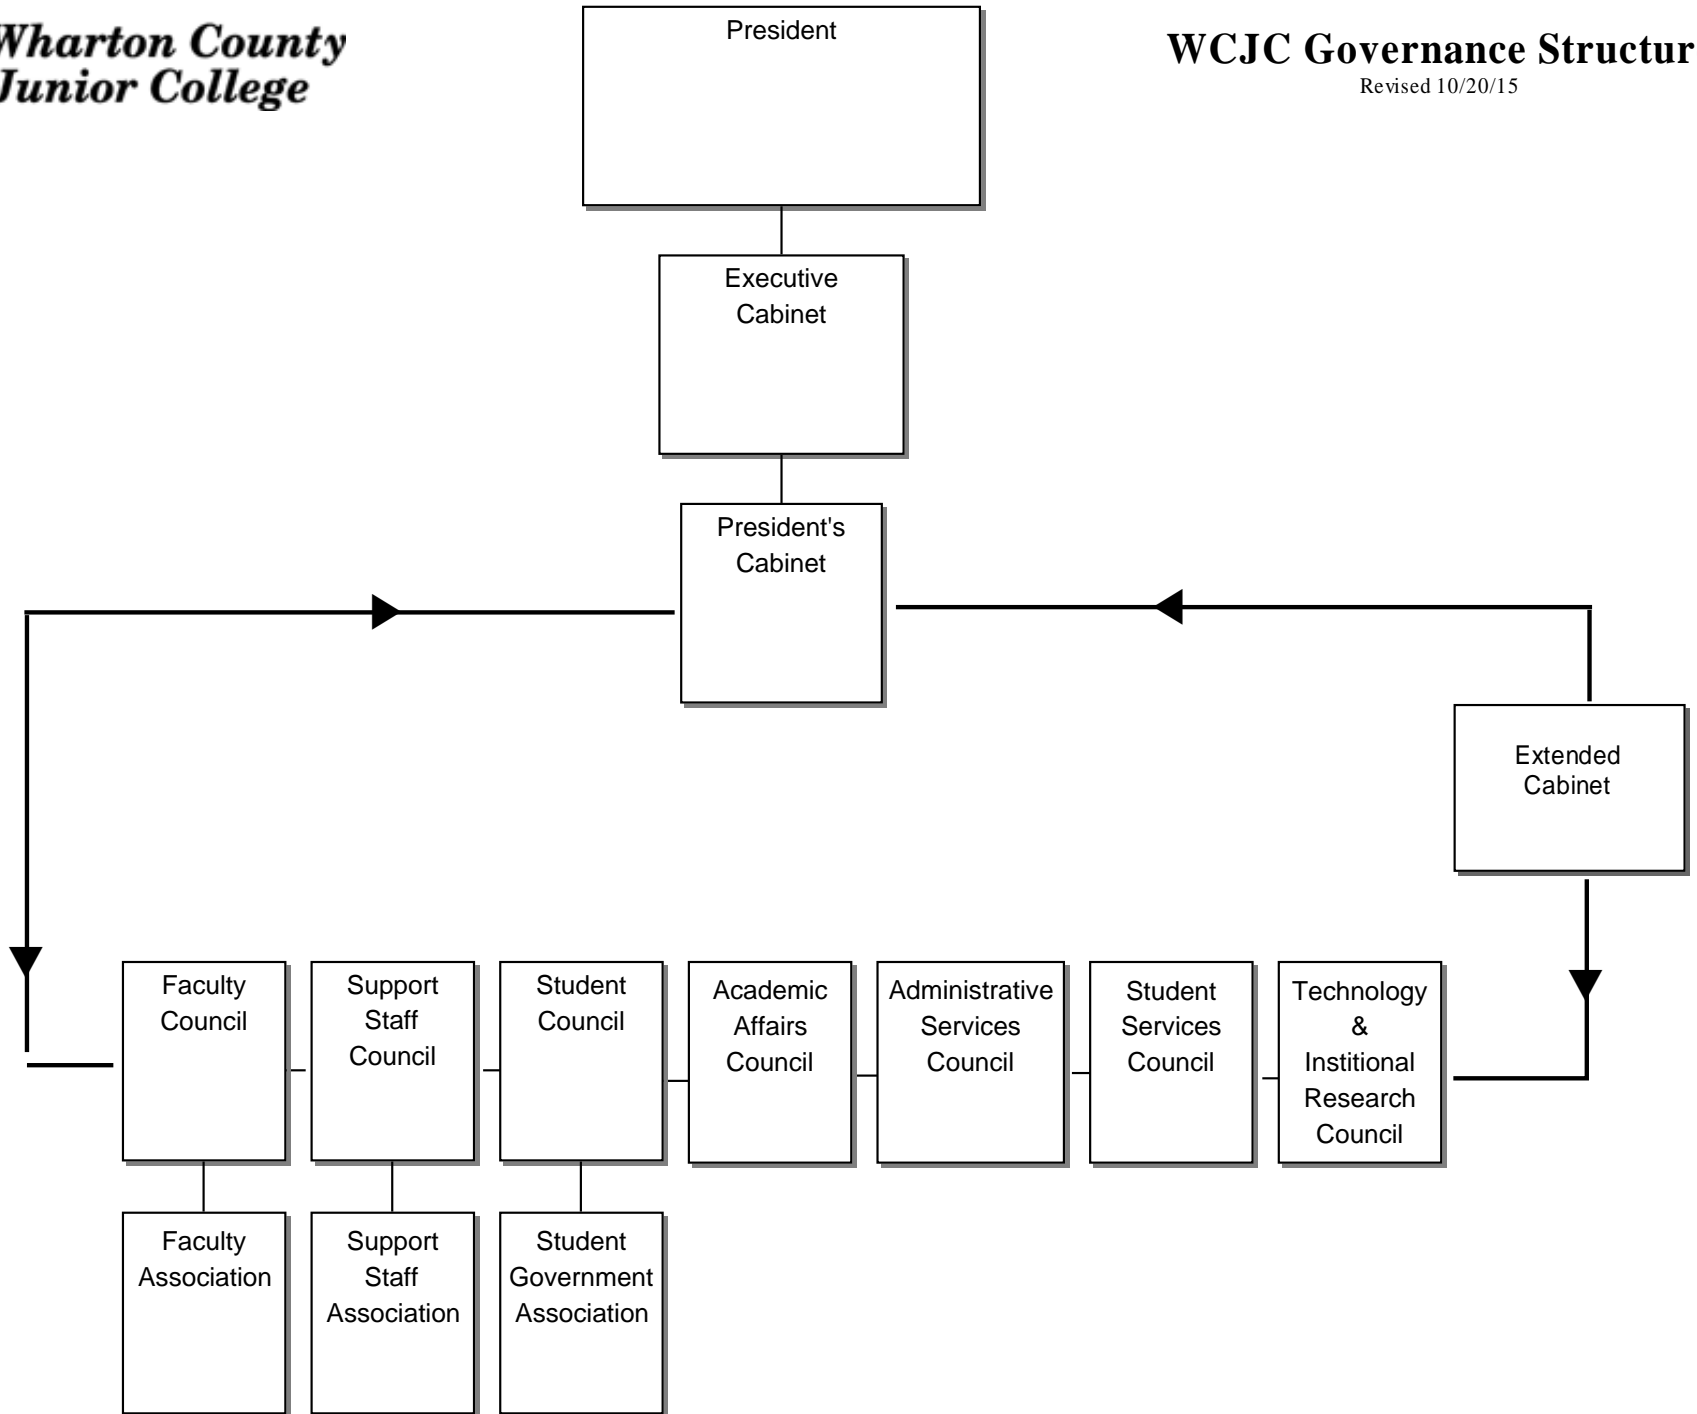 Wharton County
Junior College
WCJC Governance Structur
Revised 10/20/15
President
Executive
Cabinet
President's
Cabinet
Extended
Cabinet
Faculty
Council
Support
Staff
Council
Student
Council
Academic
Affairs
Council
Administrative
Services
Council
Student
Services
Council
Technology
&
Institional
Research
Council
Faculty
Association
Support
Staff
Association
Student
Government
Association